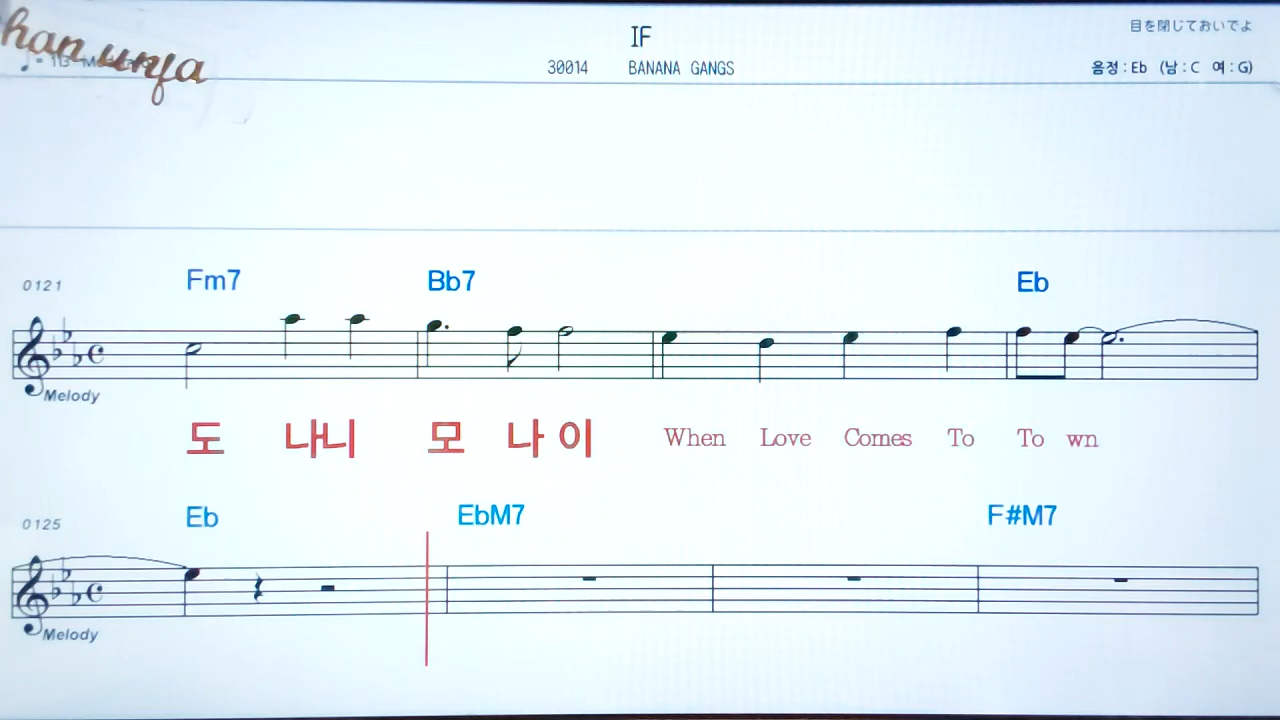 han unja
IF
目を閉じておいでよ
30014 BANANA GANGS
음정:Eb (남:C 여:G)
0121 Fm7 Bb7 Eb
Melody
도 나니 모 나 이 When Love Comes To To wn
0125 Eb EbM7 F#M7
Melody